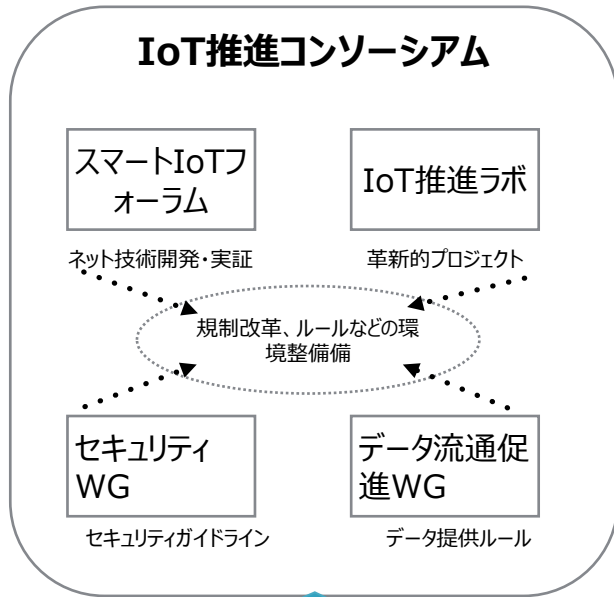 IoT推進コンソーシアム
スマートIoTフ
ォーラム
IoT推進ラボ
ネット技術開発・実証
革新的プロジェクト
規制改革、ルールなどの環
境整備備
セキュリティ
WG
データ流通促
進WG
セキュリティガイドライン
データ提供ルール